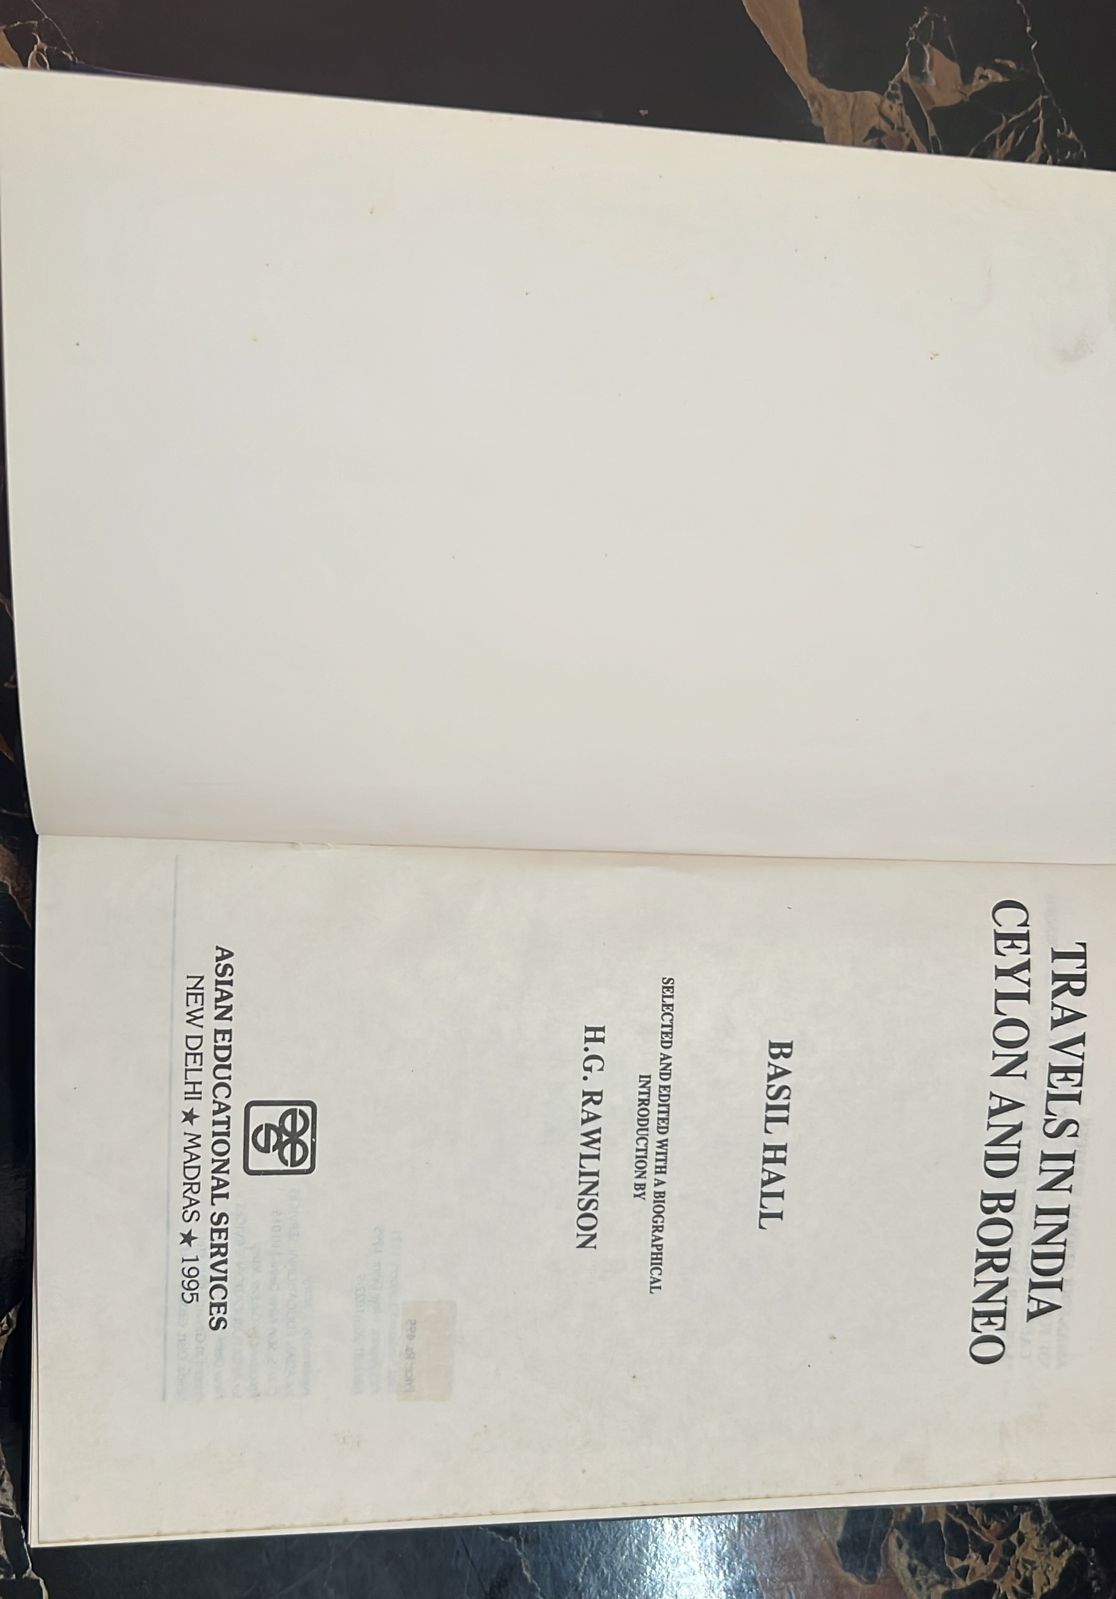 TRAVELS IN INDIA
CEYLON AND BORNEO
BASIL HALL
SELECTED AND EDITED WITH A BIOGRAPHICAL
INTRODUCTION BY
H.G. RAWLINSON
ASIAN EDUCATIONAL SERVICES
NEW DELHI ★ MADRAS ★ 1995